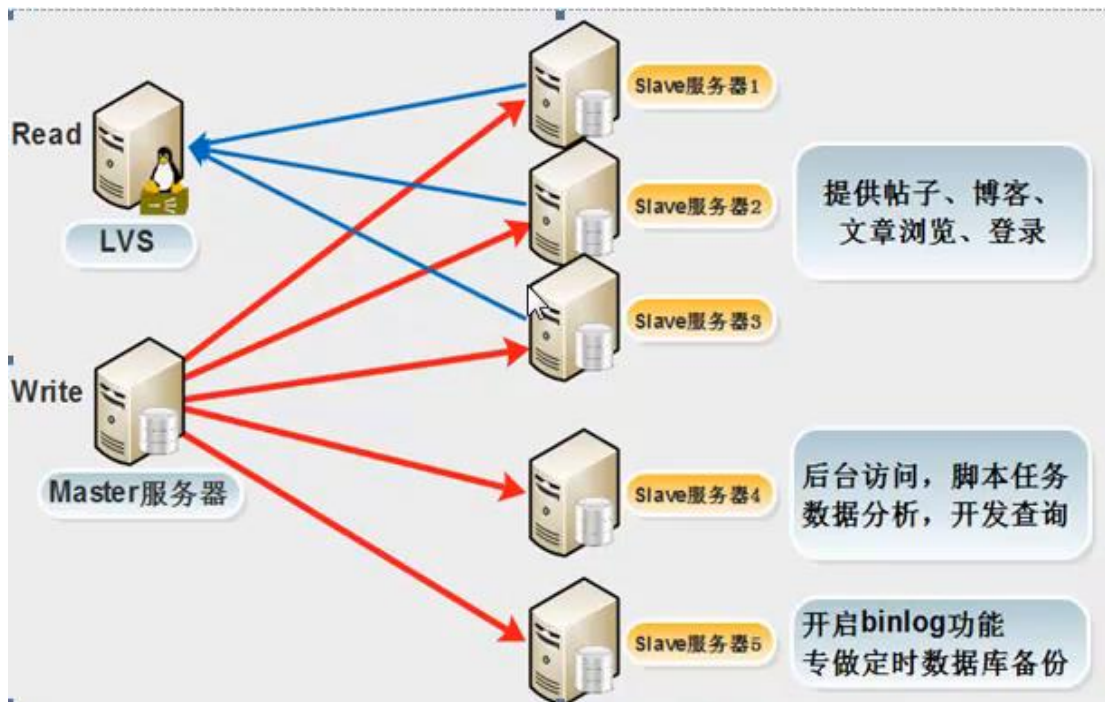 Read
LVS
Write
Master服务器
Slave服务器1
Slave服务器2
Slave服务器3
提供帖子、博客、
文章浏览、登录
Slave服务器4
后台访问，脚本任务
数据分析，开发查询
Slave服务器5
开启binlog功能
专做定时数据库备份